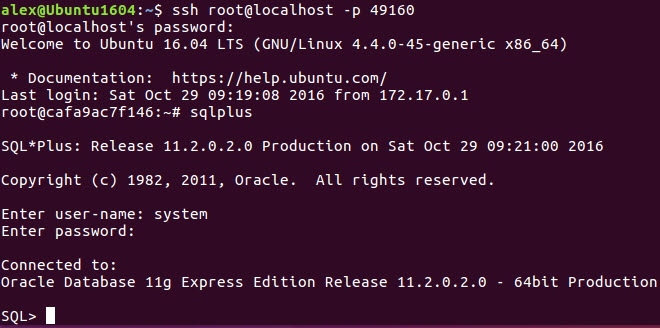 alex@Ubuntu1604:~$ ssh root@localhost -p 49160
root@localhost's password:
Welcome to Ubuntu 16.04 LTS (GNU/Linux 4.4.0-45-generic x86_64)
* Documentation:  https://help.ubuntu.com/
Last login: Sat Oct 29 09:19:08 2016 from 172.17.0.1
root@cafa9ac7f146:~# sqlplus
SQL*Plus: Release 11.2.0.2.0 Production on Sat Oct 29 09:21:00 2016
Copyright (c) 1982, 2011, Oracle.  All rights reserved.
Enter user-name: system
Enter password:
Connected to:
Oracle Database 11g Express Edition Release 11.2.0.2.0 - 64bit Production
SQL>